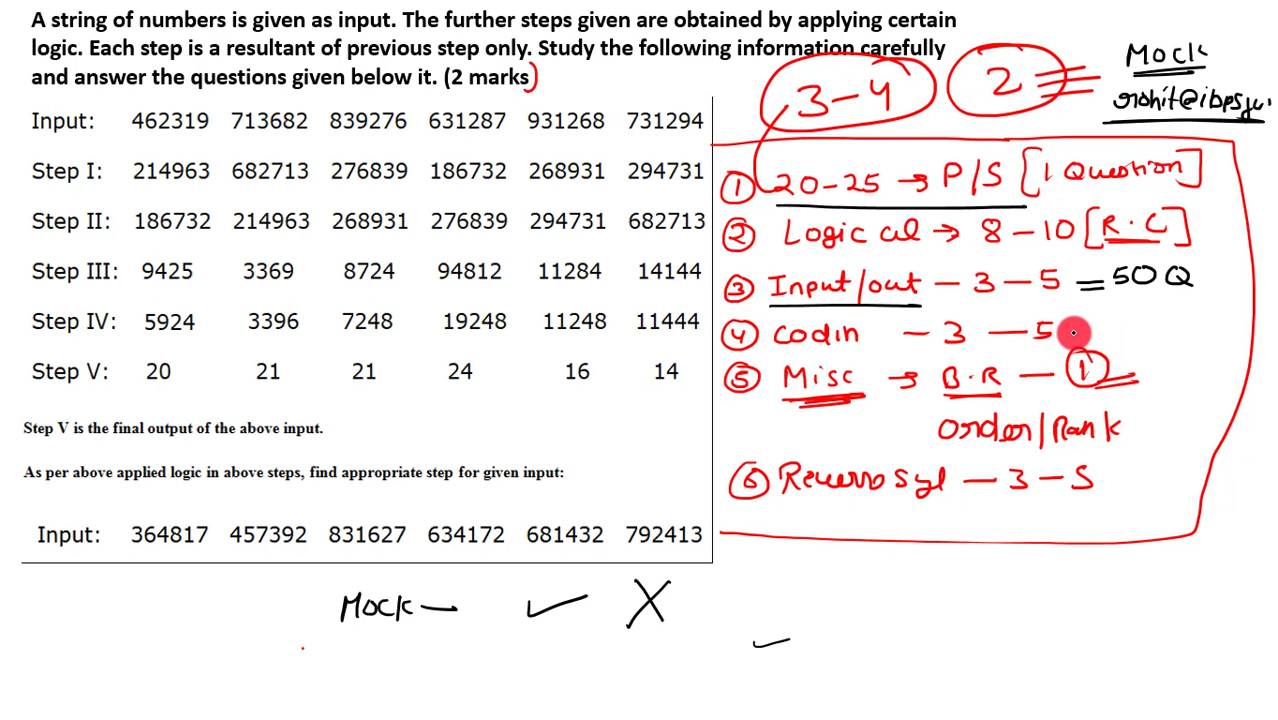 A string of numbers is given as input. The further steps given are obtained by applying certain
logic. Each step is a resultant of previous step only. Study the following information carefully
and answer the questions given below it. (2 marks)
Input: 462319 713682 839276 631287 931268 731294
Step I: 214963 682713 276839 186732 268931 294731
Step II: 186732 214963 268931 276839 294731 682713
Step III: 9425 3369 8724 94812 11284 14144
Step IV: 5924 3396 7248 19248 11248 11444
Step V: 20 21 21 24 16 14
Step V is the final output of the above input.
As per above applied logic in above steps, find appropriate step for given input:
Input: 364817 457392 831627 634172 681432 792413
Mock — ✓ X
✓
3-4
2
Mock
① 20-25 → P/S [1 Question]
② Logical → 8-10 [R.C]
③ Input/out - 3-5 = 50 Q
④ Codin - 3 - 5
⑤ Misc → B.R - ①
Order/Rank
⑥ - 3-5